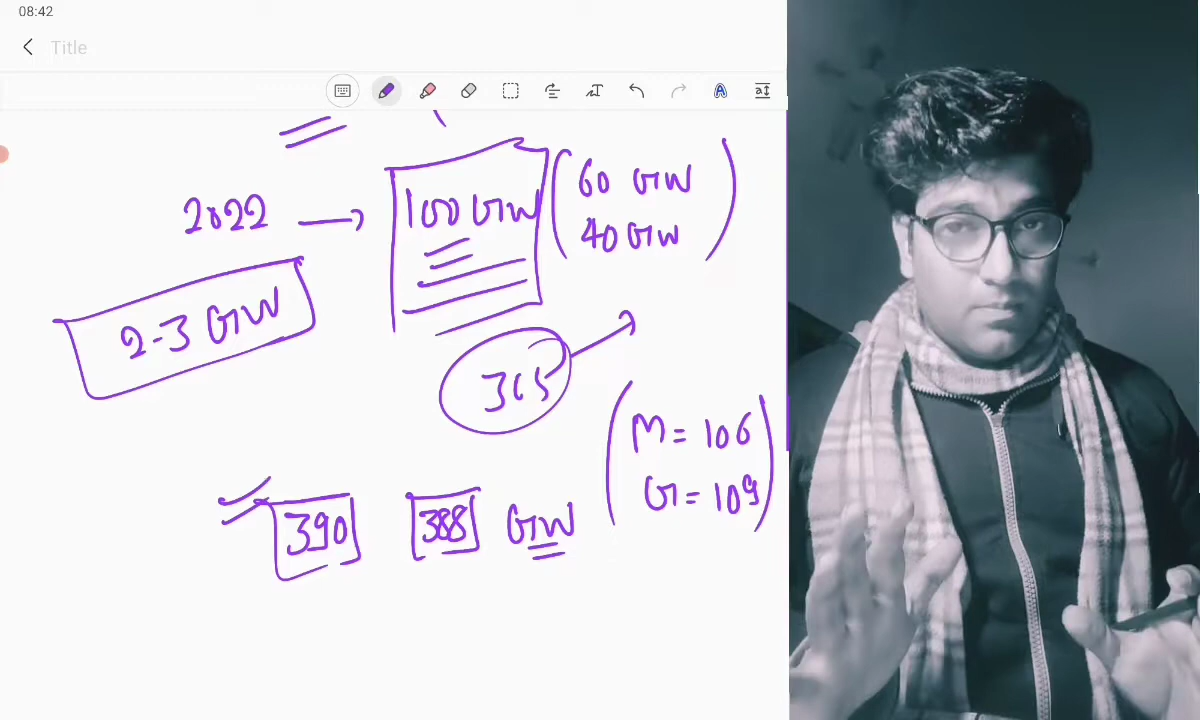 08:42
Title
2022 → 100 GW (60 GW
40 GW)
2-3 GW
365
(M = 106
G = 109)
390 388 GW